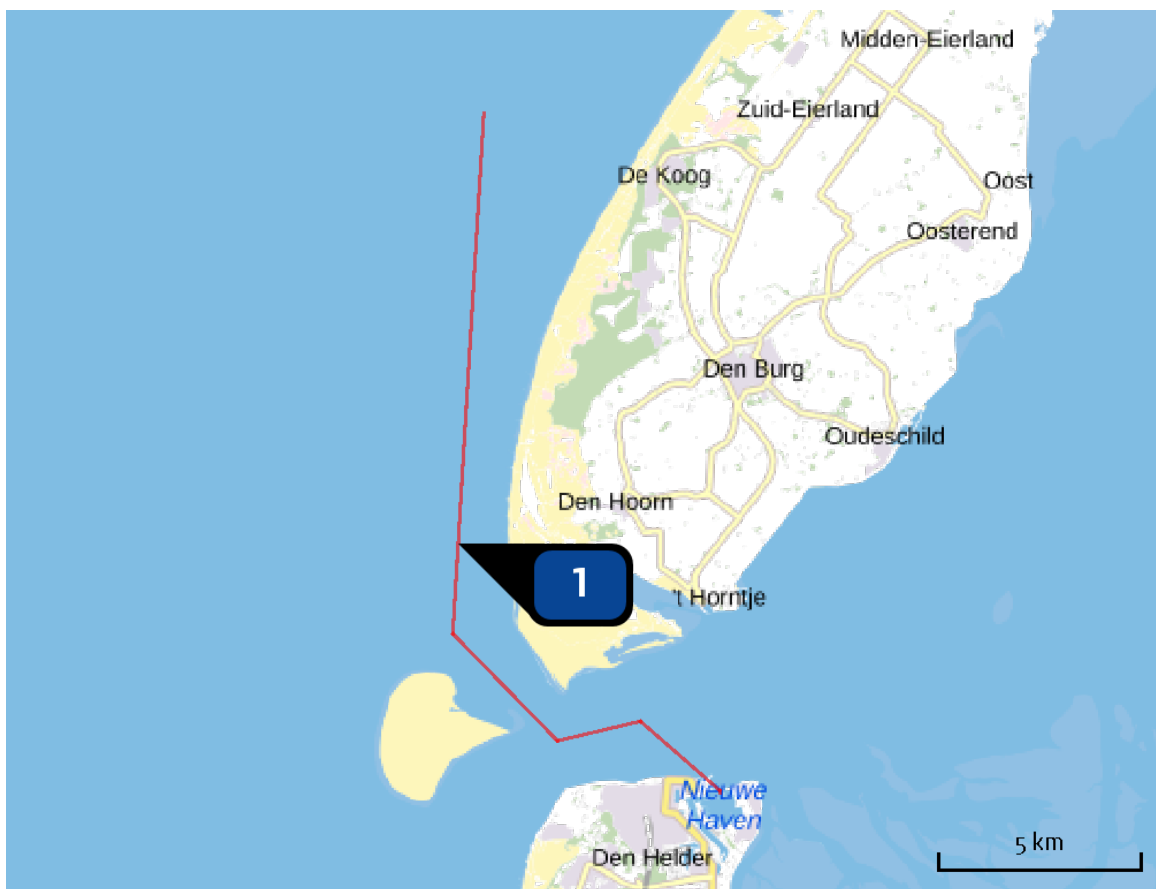 Midden-Eierland
Zuid-Eierland
De Koog
Oost
Oosterend
Den Burg
Oudeschild
Den Hoorn
1
't Horntje
Nieuwe
Haven
5 km
Den Helder